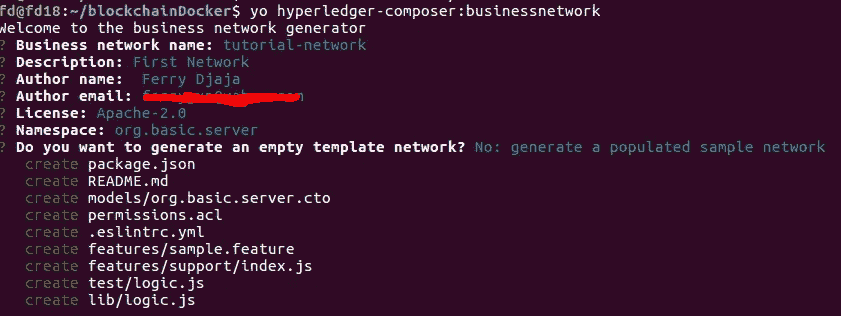 fd@fd18:~/blockchainDocker$ yo hyperledger-composer:businessnetwork
Welcome to the business network generator
? Business network name: tutorial-network
? Description: First Network
? Author name:  Ferry Djaja
? Author email:
? License: Apache-2.0
? Namespace: org.basic.server
? Do you want to generate an empty template network? No: generate a populated sample network
   create package.json
   create README.md
   create models/org.basic.server.cto
   create permissions.acl
   create .eslintrc.yml
   create features/sample.feature
   create features/support/index.js
   create test/logic.js
   create lib/logic.js